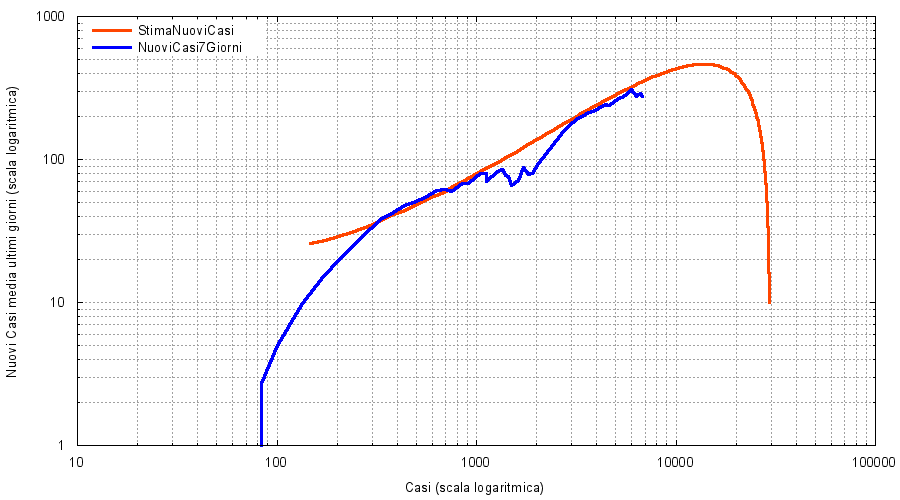 1000
StimaNuoviCasi
NuoviCasi7Giorni
100
10
1
Nuovi Casi media ultimi giorni (scala logaritmica)
10
100
1000
10000
100000
Casi (scala logaritmica)